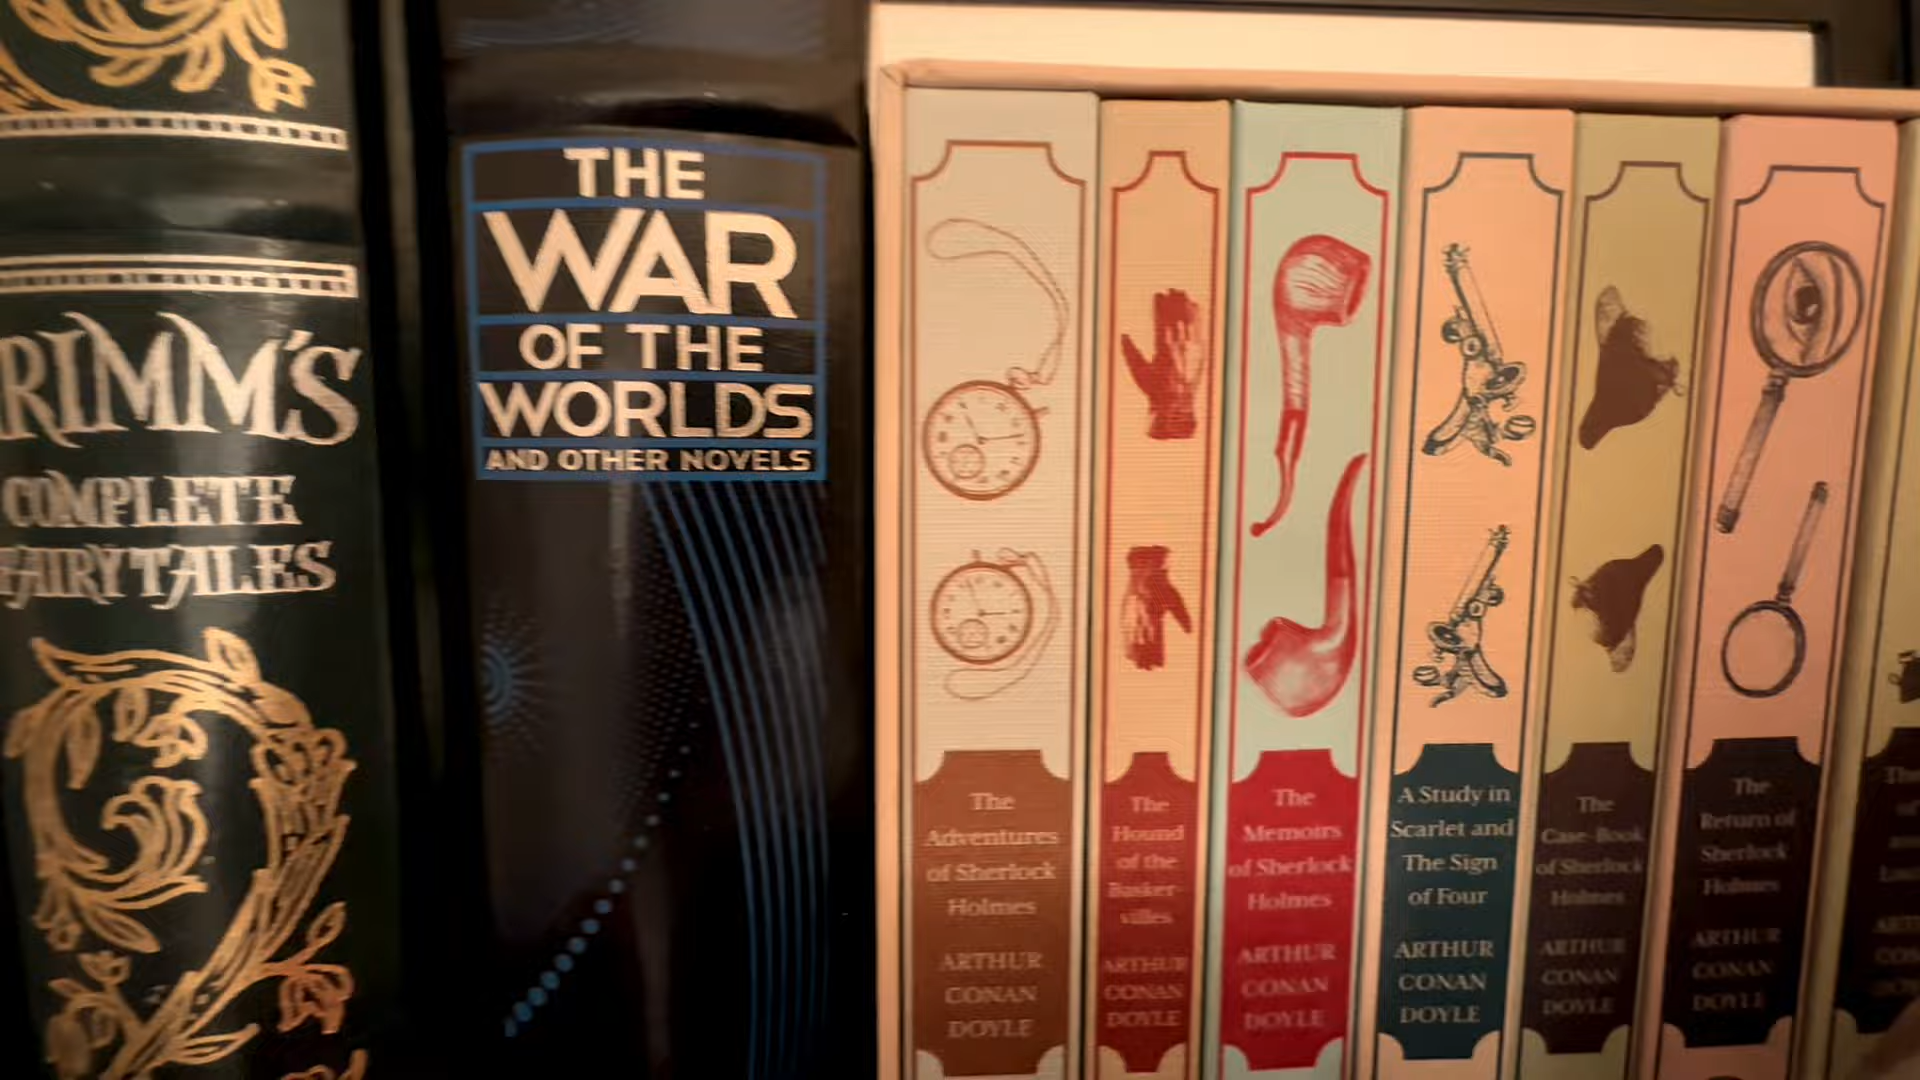 RIMM'S
COMPLETE
FAIRYTALES
THE
WAR
OF THE
WORLDS
AND OTHER NOVELS
The
Adventures
of Sherlock
Holmes
ARTHUR
CONAN
DOYLE
The
Hound
of the
Basker-
villes
ARTHUR
CONAN
DOYLE
The
Memoirs
of Sherlock
Holmes
ARTHUR
CONAN
DOYLE
A Study in
Scarlet and
The Sign
of Four
ARTHUR
CONAN
DOYLE
The
Case-Book
of Sherlock
Holmes
ARTHUR
CONAN
DOYLE
The
Return of
Sherlock
Holmes
ARTHUR
CONAN
DOYLE